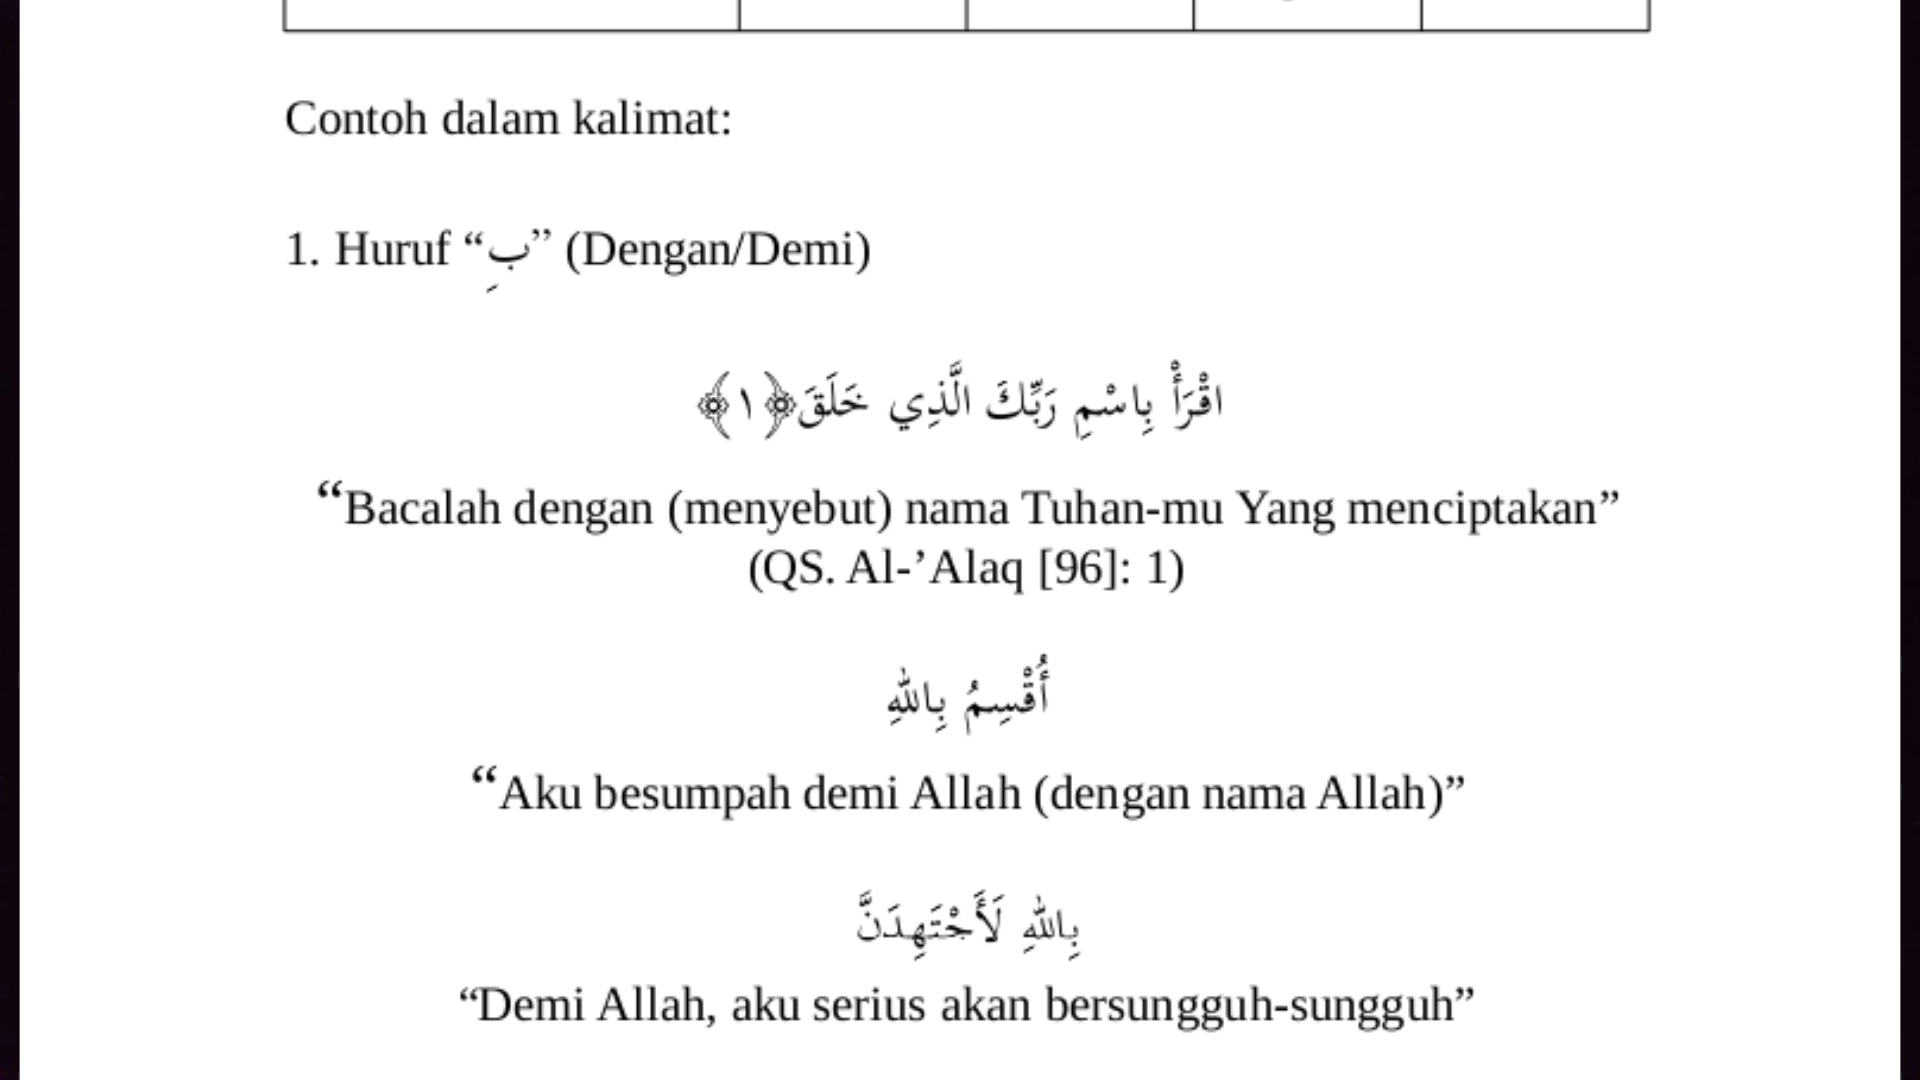 Contoh dalam kalimat:
1. Huruf “بِ” (Dengan/Demi)
اقْرَأْ بِاسْمِ رَبِّكَ الَّذِي خَلَقَ﴿١﴾
“Bacalah dengan (menyebut) nama Tuhan-mu Yang menciptakan”
(QS. Al-’Alaq [96]: 1)
أُقْسِمُ بِاللهِ
“Aku besumpah demi Allah (dengan nama Allah)”
بِاللهِ لَأَجْتَهِدَنَّ
“Demi Allah, aku serius akan bersungguh-sungguh”